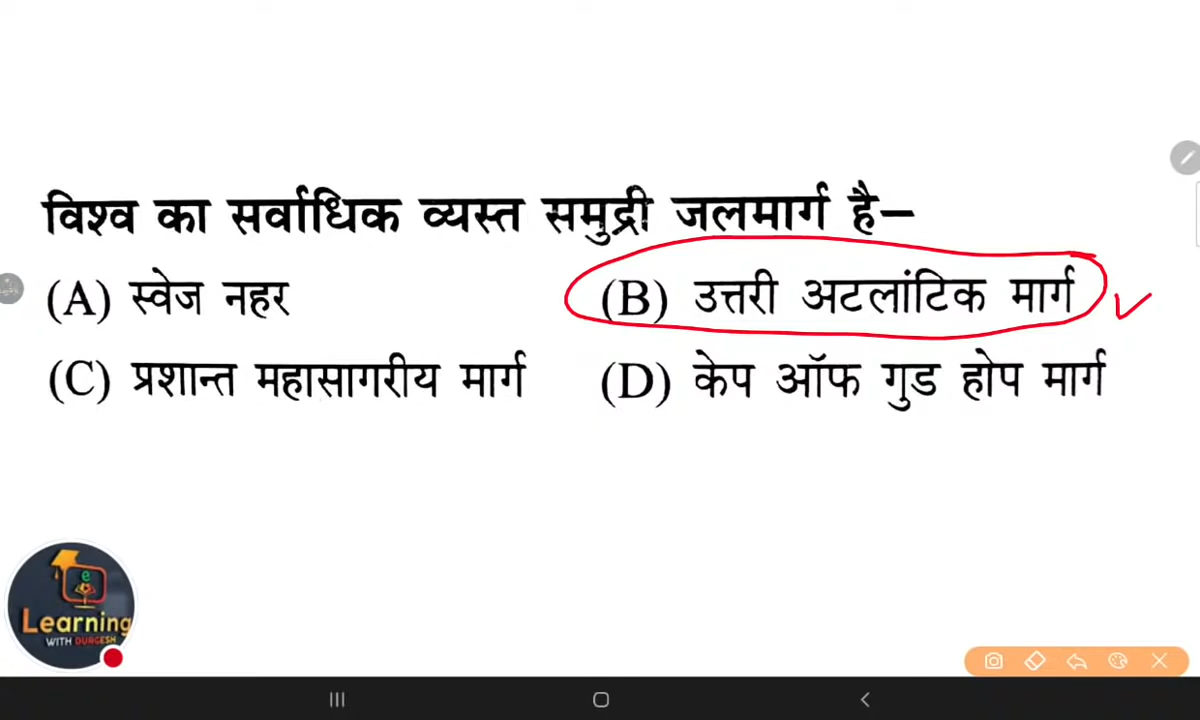 विश्व का सर्वाधिक व्यस्त समुद्री जलमार्ग है–
(A) स्वेज नहर (B) उत्तरी अटलांटिक मार्ग
(C) प्रशान्त महासागरीय मार्ग (D) केप ऑफ गुड होप मार्ग
e
Learning
WITH DURGESH